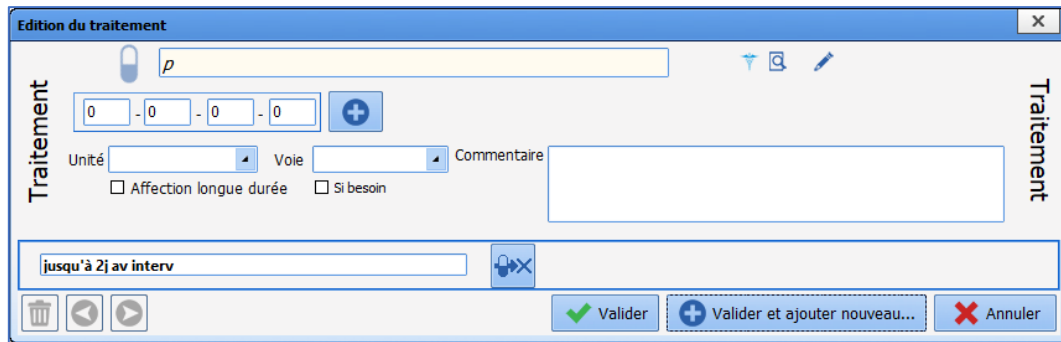 Edition du traitement
Traitement
p
0 - 0 - 0 - 0
Unité Voie Commentaire
Affection longue durée Si besoin
Traitement
jusqu'à 2j av interv
Valider Valider et ajouter nouveau... Annuler